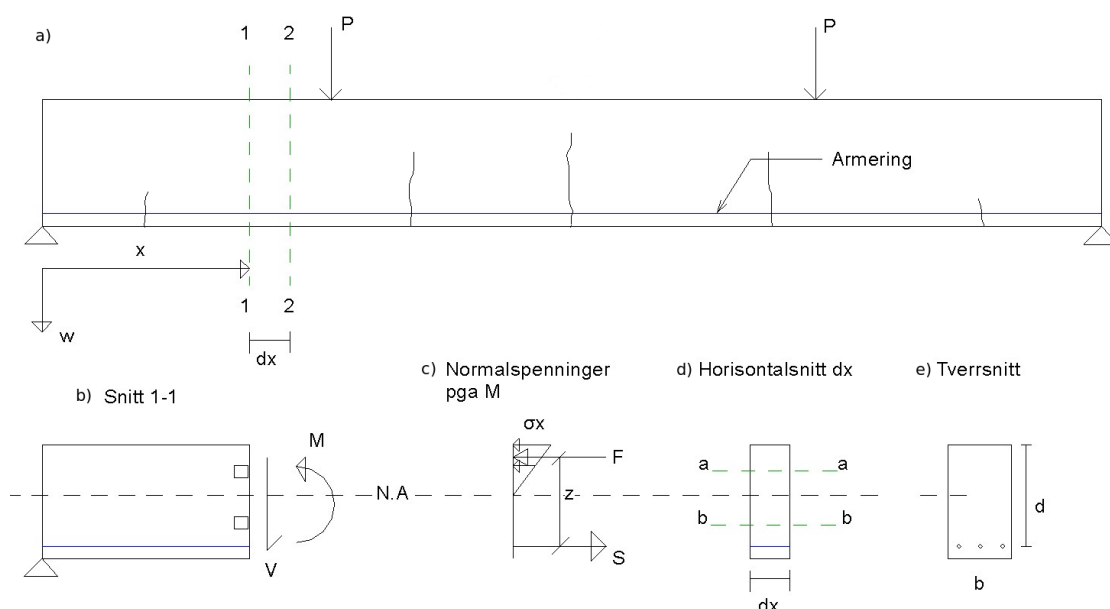 a)
1
2
P
P
Armering
x
w
1
2
dx
b) Snitt 1-1
c) Normalspenninger
pga M
d) Horisontalsnitt dx
e) Tverrsnitt
M
V
N.A
σx
F
z
S
a
a
b
b
dx
d
b